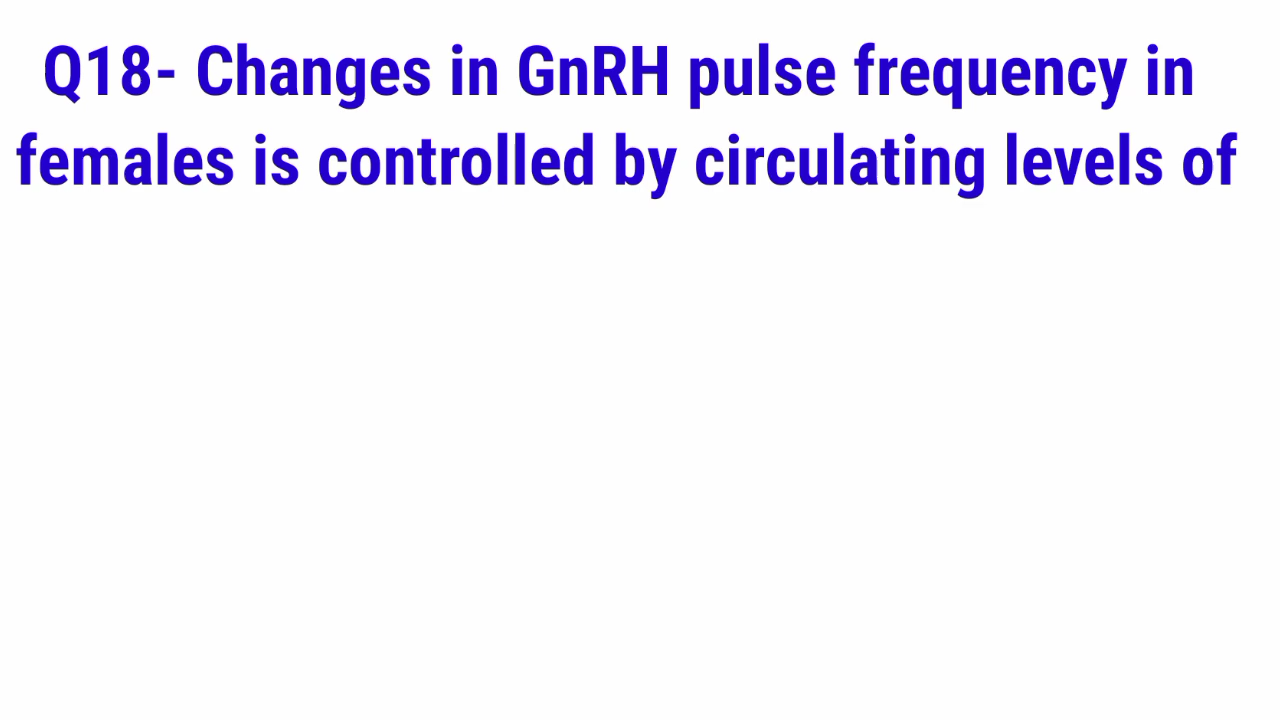 Q18- Changes in GnRH pulse frequency in
females is controlled by circulating levels of